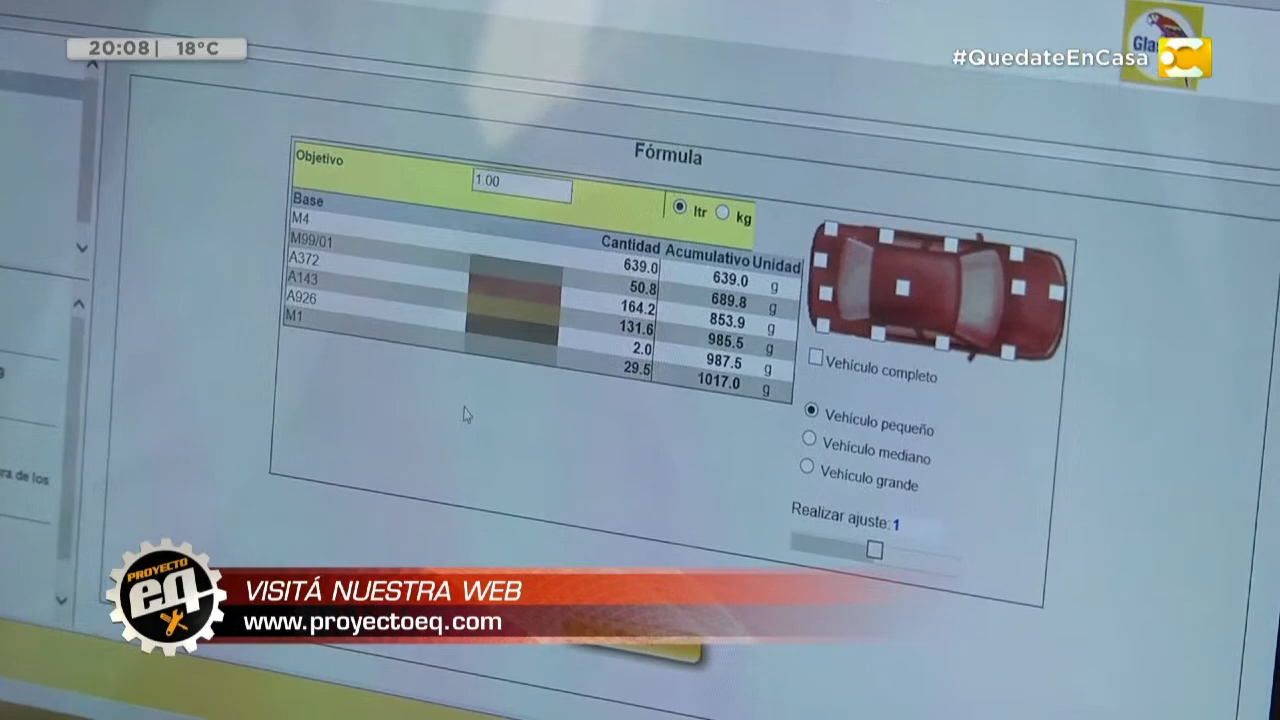 20:08 | 18°C
#QuedateEnCasa
Gla
Fórmula
Objetivo
1.00
ltr kg
Base Cantidad Acumulativo Unidad
M4 639.0 639.0 g
M99/01 50.8 689.8 g
A372 164.2 853.9 g
A143 131.6 985.5 g
A926 2.0 987.5 g
M1 29.5 1017.0 g
Vehículo completo
Vehículo pequeño
Vehículo mediano
Vehículo grande
Realizar ajuste:1
de los
PROYECTO
eq
VISITÁ NUESTRA WEB
www.proyectoeq.com